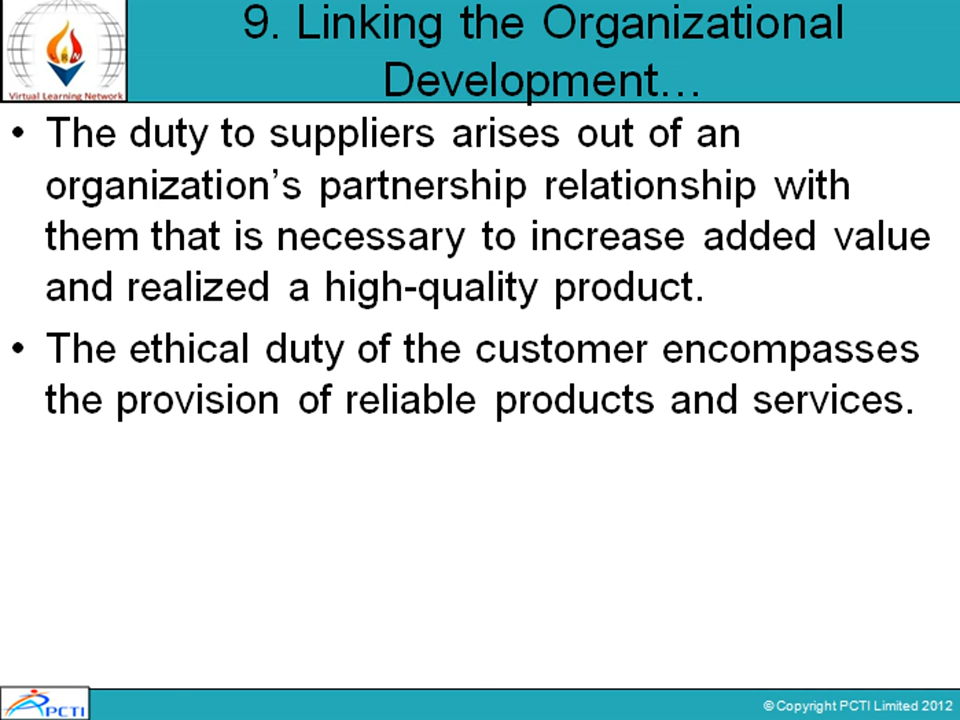 9. Linking the Organizational
Development…
Virtual Learning Network
• The duty to suppliers arises out of an
organization's partnership relationship with
them that is necessary to increase added value
and realized a high-quality product.
• The ethical duty of the customer encompasses
the provision of reliable products and services.
PCTI
© Copyright PCTI Limited 2012